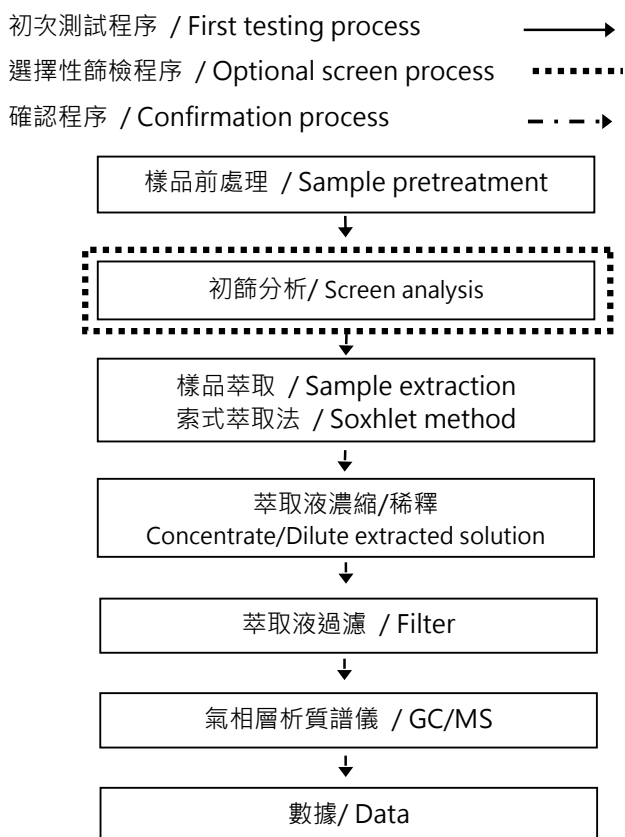 初次測試程序 / First testing process
選擇性篩檢程序 / Optional screen process
確認程序 / Confirmation process
樣品前處理 / Sample pretreatment
初篩分析/ Screen analysis
樣品萃取 / Sample extraction
索式萃取法 / Soxhlet method
萃取液濃縮/稀釋
Concentrate/Dilute extracted solution
萃取液過濾 / Filter
氣相層析質譜儀 / GC/MS
數據/ Data